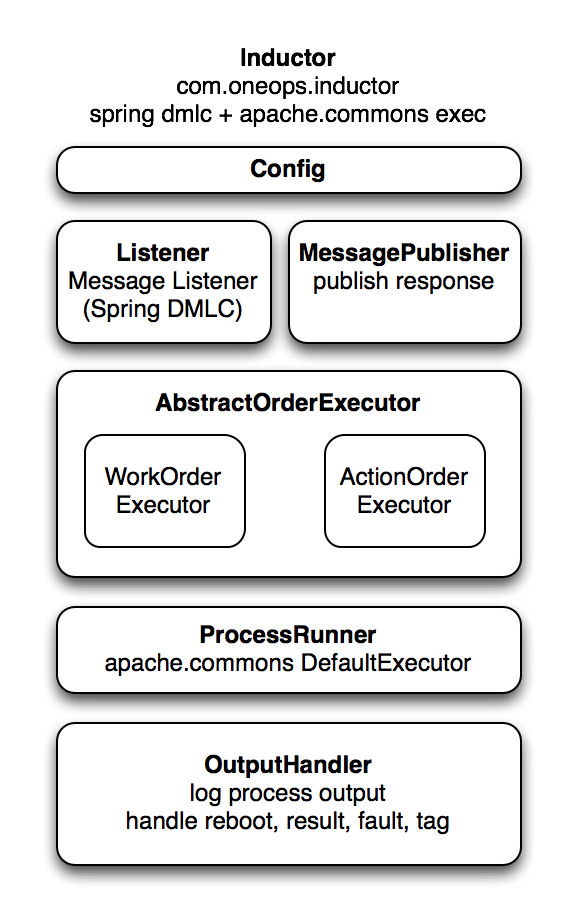 Inductor
com.oneops.inductor
spring dmlc + apache.commons exec
Config
Listener
Message Listener
(Spring DMLC)
MessagePublisher
publish response
AbstractOrderExecutor
WorkOrder
Executor
ActionOrder
Executor
ProcessRunner
apache.commons DefaultExecutor
OutputHandler
log process output
handle reboot, result, fault, tag